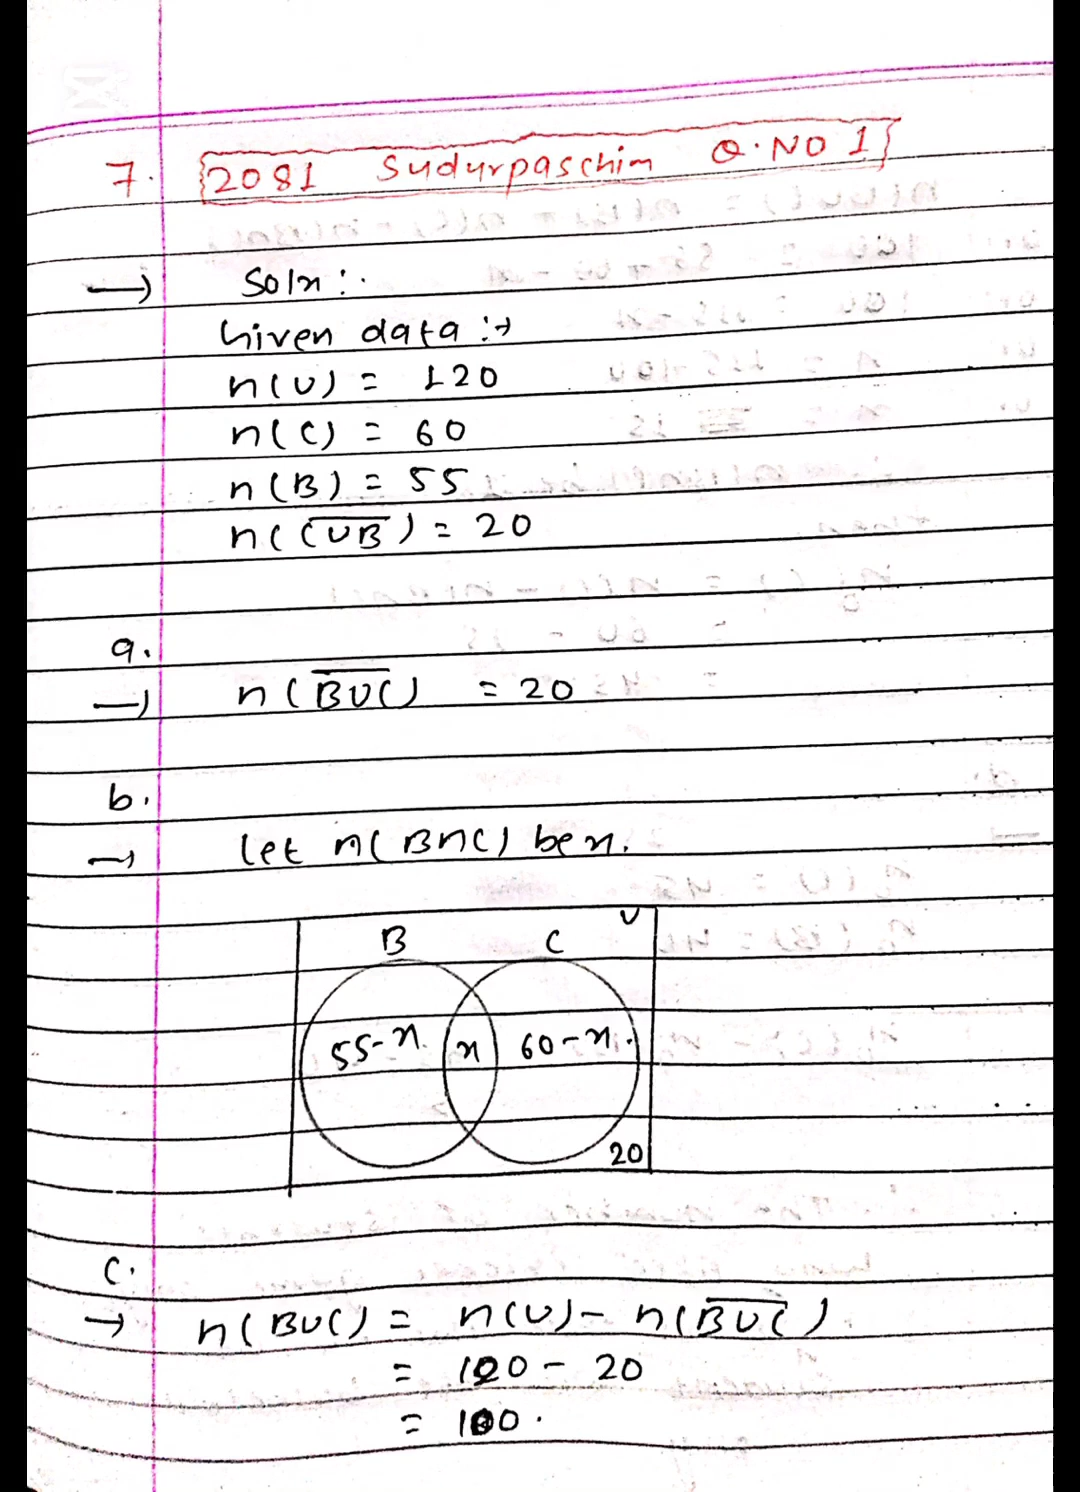 7. 2081 Sudurpaschim Q.NO 1
→ Soln :.
Given data :→
n(U) = 120
n(C) = 60
n(B) = 55
n(C̅U̅B̅) = 20
a.
→ n(B̅U̅C̅) = 20
b.
→ let n(B∩C) be x.
U
B C
55-x. x 60-x.
20
c.
→ n(BUC) = n(U) - n(B̅U̅C̅)
= 120 - 20
= 100.